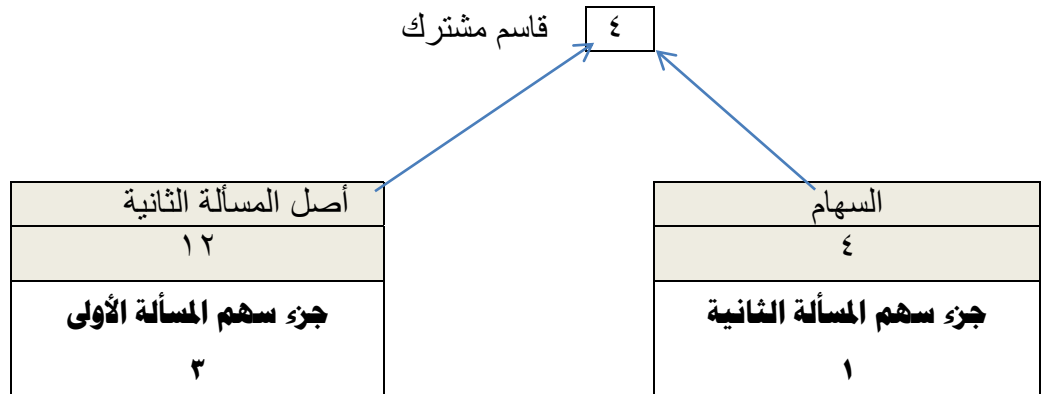 ٤ قاسم مشترك
السهام
٤
جزء سهم المسألة الثانية
١
أصل المسألة الثانية
١٢
جزء سهم المسألة الأولى
٣